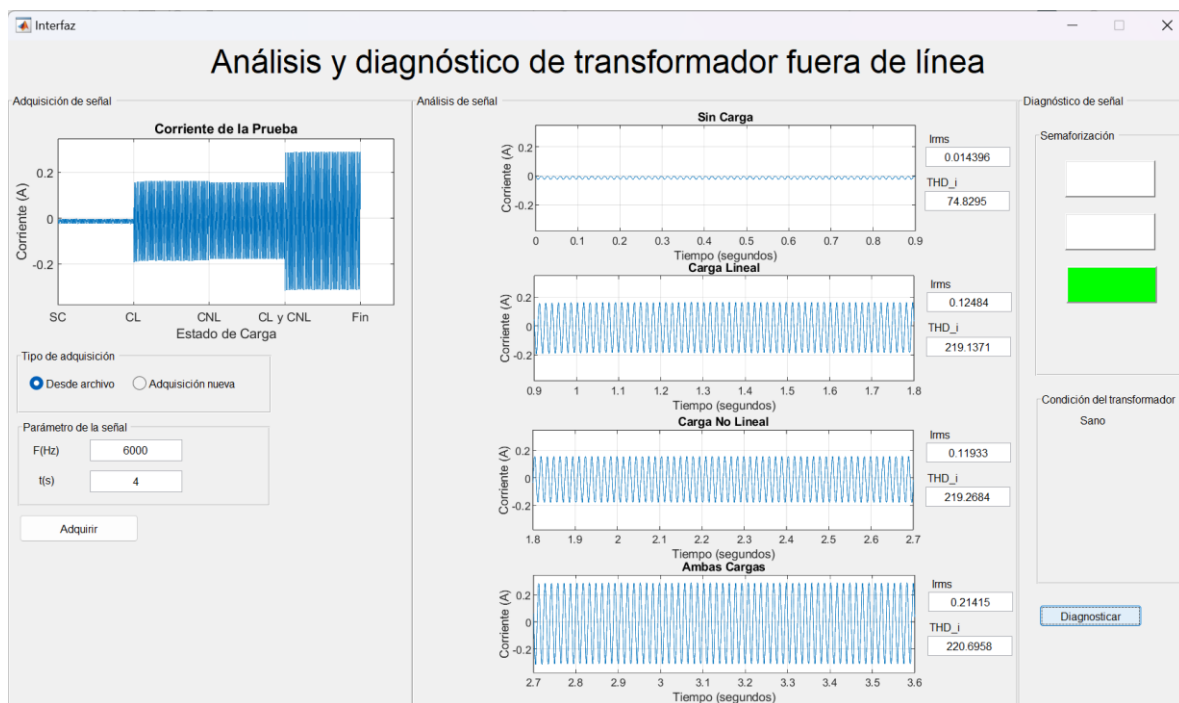 Interfaz
Análisis y diagnóstico de transformador fuera de línea
Adquisición de señal
Corriente de la Prueba
Corriente (A)
0.2
0
-0.2
SC CL CNL CL y CNL Fin
Estado de Carga
Tipo de adquisición
Desde archivo Adquisición nueva
Parámetro de la señal
F(Hz) 6000
t(s) 4
Adquirir
Análisis de señal
Sin Carga
Corriente (A)
0.2
0
-0.2
0 0.1 0.2 0.3 0.4 0.5 0.6 0.7 0.8 0.9
Tiempo (segundos)
Irms
0.014396
THD_i
74.8295
Carga Lineal
Corriente (A)
0.2
0
-0.2
0.9 1 1.1 1.2 1.3 1.4 1.5 1.6 1.7 1.8
Tiempo (segundos)
Irms
0.12484
THD_i
219.1371
Carga No Lineal
Corriente (A)
0.2
0
-0.2
1.8 1.9 2 2.1 2.2 2.3 2.4 2.5 2.6 2.7
Tiempo (segundos)
Irms
0.11933
THD_i
219.2684
Ambas Cargas
Corriente (A)
0.2
0
-0.2
2.7 2.8 2.9 3 3.1 3.2 3.3 3.4 3.5 3.6
Tiempo (segundos)
Irms
0.21415
THD_i
220.6958
Diagnóstico de señal
Semaforización
Condición del transformador
Sano
Diagnosticar